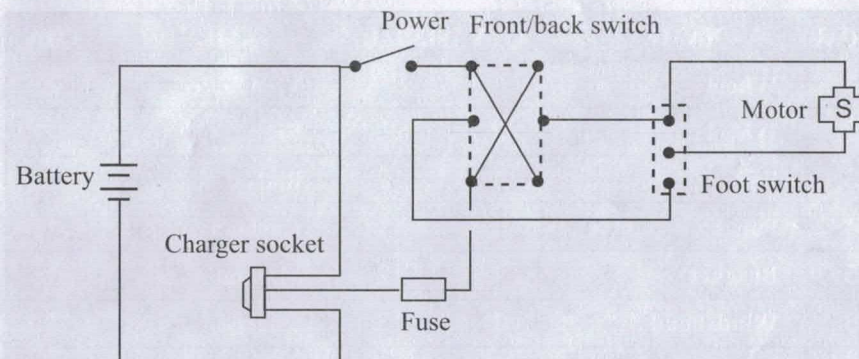 Power
Front/back switch
Motor
S
Battery
Foot switch
Charger socket
Fuse